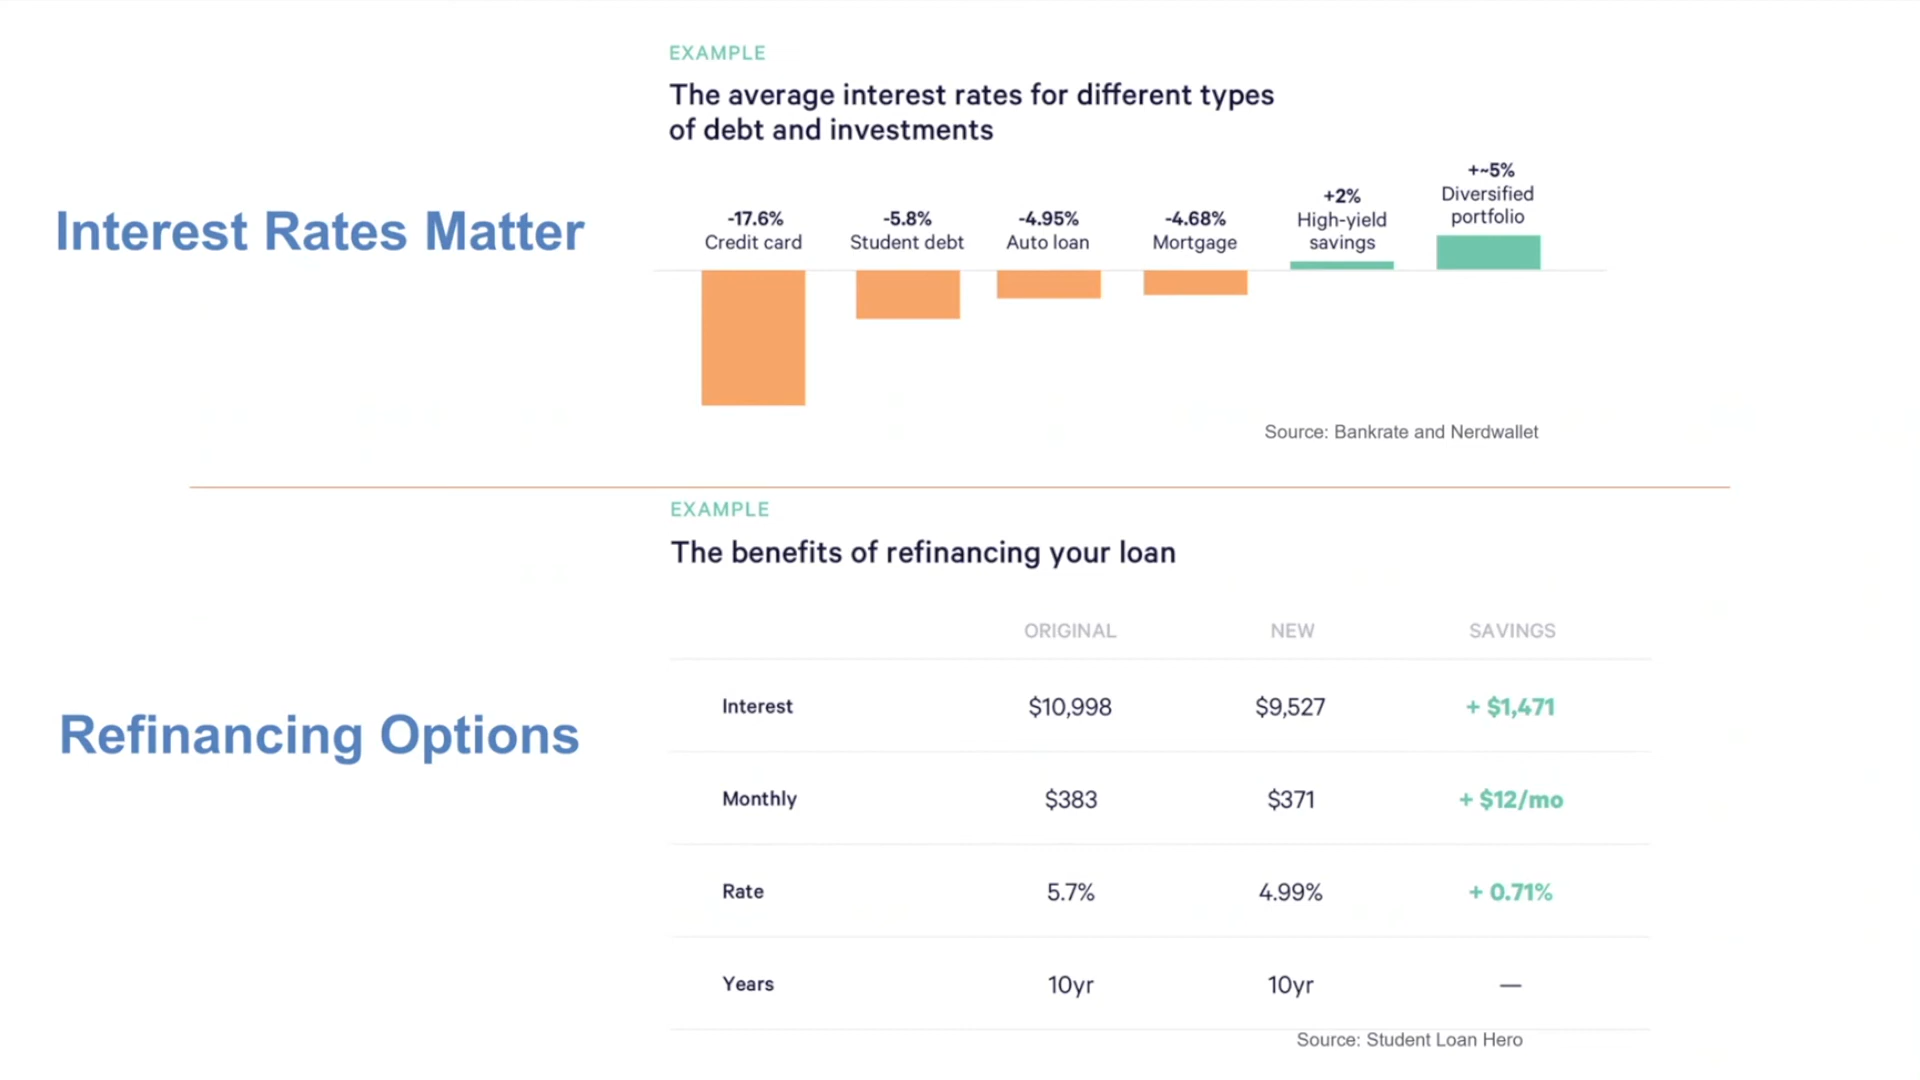 Interest Rates Matter
EXAMPLE
The average interest rates for different types
of debt and investments
-17.6%
Credit card
-5.8%
Student debt
-4.95%
Auto loan
-4.68%
Mortgage
+2%
High-yield
savings
+~5%
Diversified
portfolio
Source: Bankrate and Nerdwallet
Refinancing Options
EXAMPLE
The benefits of refinancing your loan
ORIGINAL NEW SAVINGS
Interest $10,998 $9,527 + $1,471
Monthly $383 $371 + $12/mo
Rate 5.7% 4.99% + 0.71%
Years 10yr 10yr —
Source: Student Loan Hero